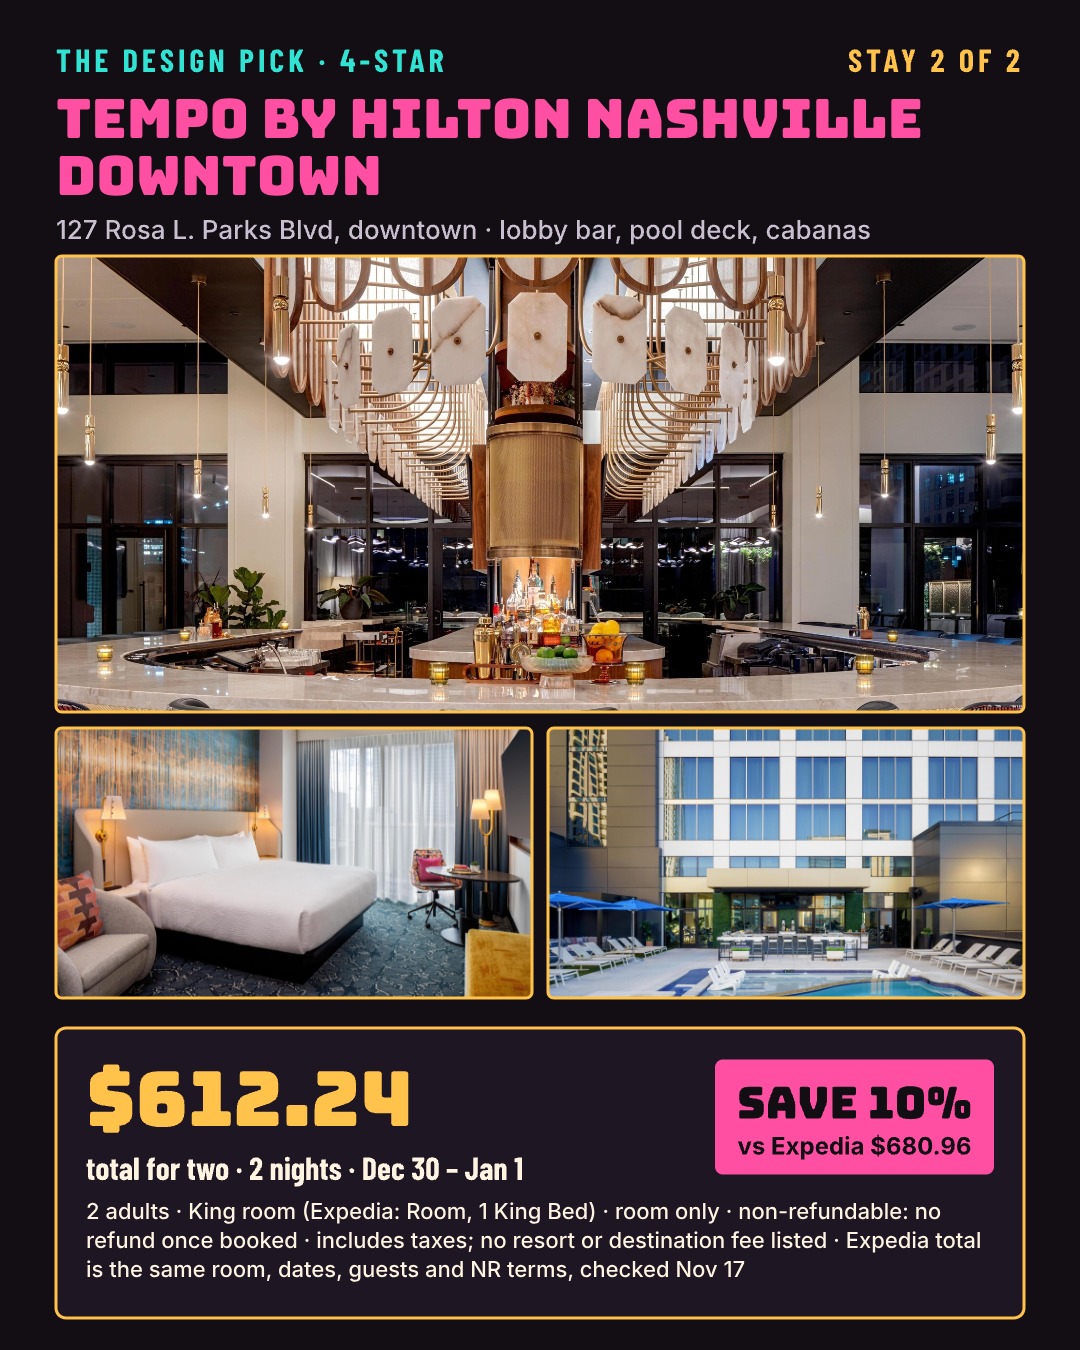 THE DESIGN PICK · 4-STAR
STAY 2 OF 2
TEMPO BY HILTON NASHVILLE
DOWNTOWN
127 Rosa L. Parks Blvd, downtown · lobby bar, pool deck, cabanas
$612.24
SAVE 10%
vs Expedia $680.96
total for two · 2 nights · Dec 30 – Jan 1
2 adults · King room (Expedia: Room, 1 King Bed) · room only · non-refundable: no
refund once booked · includes taxes; no resort or destination fee listed · Expedia total
is the same room, dates, guests and NR terms, checked Nov 17